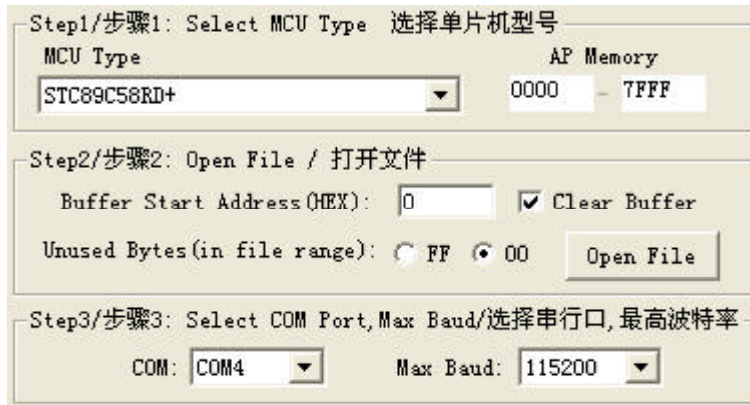 Step1/步骤1: Select MCU Type 选择单片机型号
MCU Type AP Memory
STC89C58RD+ 0000 - 7FFF
Step2/步骤2: Open File / 打开文件
Buffer Start Address(HEX): 0 Clear Buffer
Unused Bytes(in file range): FF 00 Open File
Step3/步骤3: Select COM Port,Max Baud/选择串行口,最高波特率
COM: COM4 Max Baud: 115200